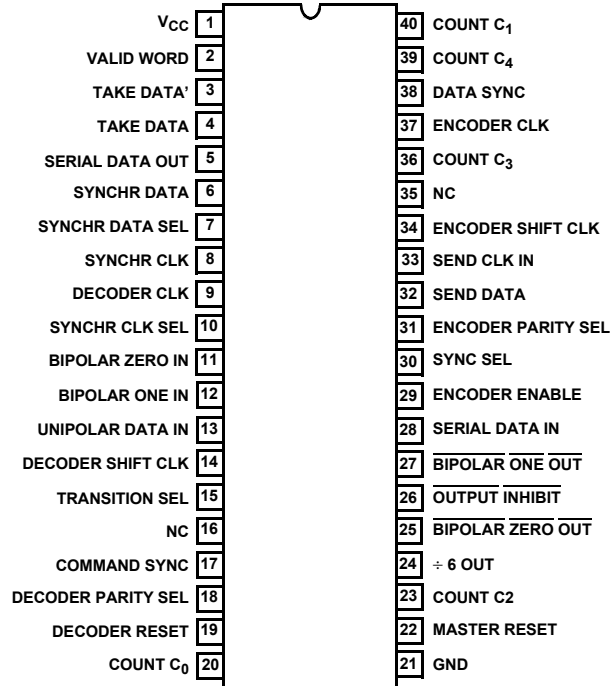 VCC 1
VALID WORD 2
TAKE DATA’ 3
TAKE DATA 4
SERIAL DATA OUT 5
SYNCHR DATA 6
SYNCHR DATA SEL 7
SYNCHR CLK 8
DECODER CLK 9
SYNCHR CLK SEL 10
BIPOLAR ZERO IN 11
BIPOLAR ONE IN 12
UNIPOLAR DATA IN 13
DECODER SHIFT CLK 14
TRANSITION SEL 15
NC 16
COMMAND SYNC 17
DECODER PARITY SEL 18
DECODER RESET 19
COUNT C0 20
40 COUNT C1
39 COUNT C4
38 DATA SYNC
37 ENCODER CLK
36 COUNT C3
35 NC
34 ENCODER SHIFT CLK
33 SEND CLK IN
32 SEND DATA
31 ENCODER PARITY SEL
30 SYNC SEL
29 ENCODER ENABLE
28 SERIAL DATA IN
27 BIPOLAR ONE OUT
26 OUTPUT INHIBIT
25 BIPOLAR ZERO OUT
24 ÷ 6 OUT
23 COUNT C2
22 MASTER RESET
21 GND